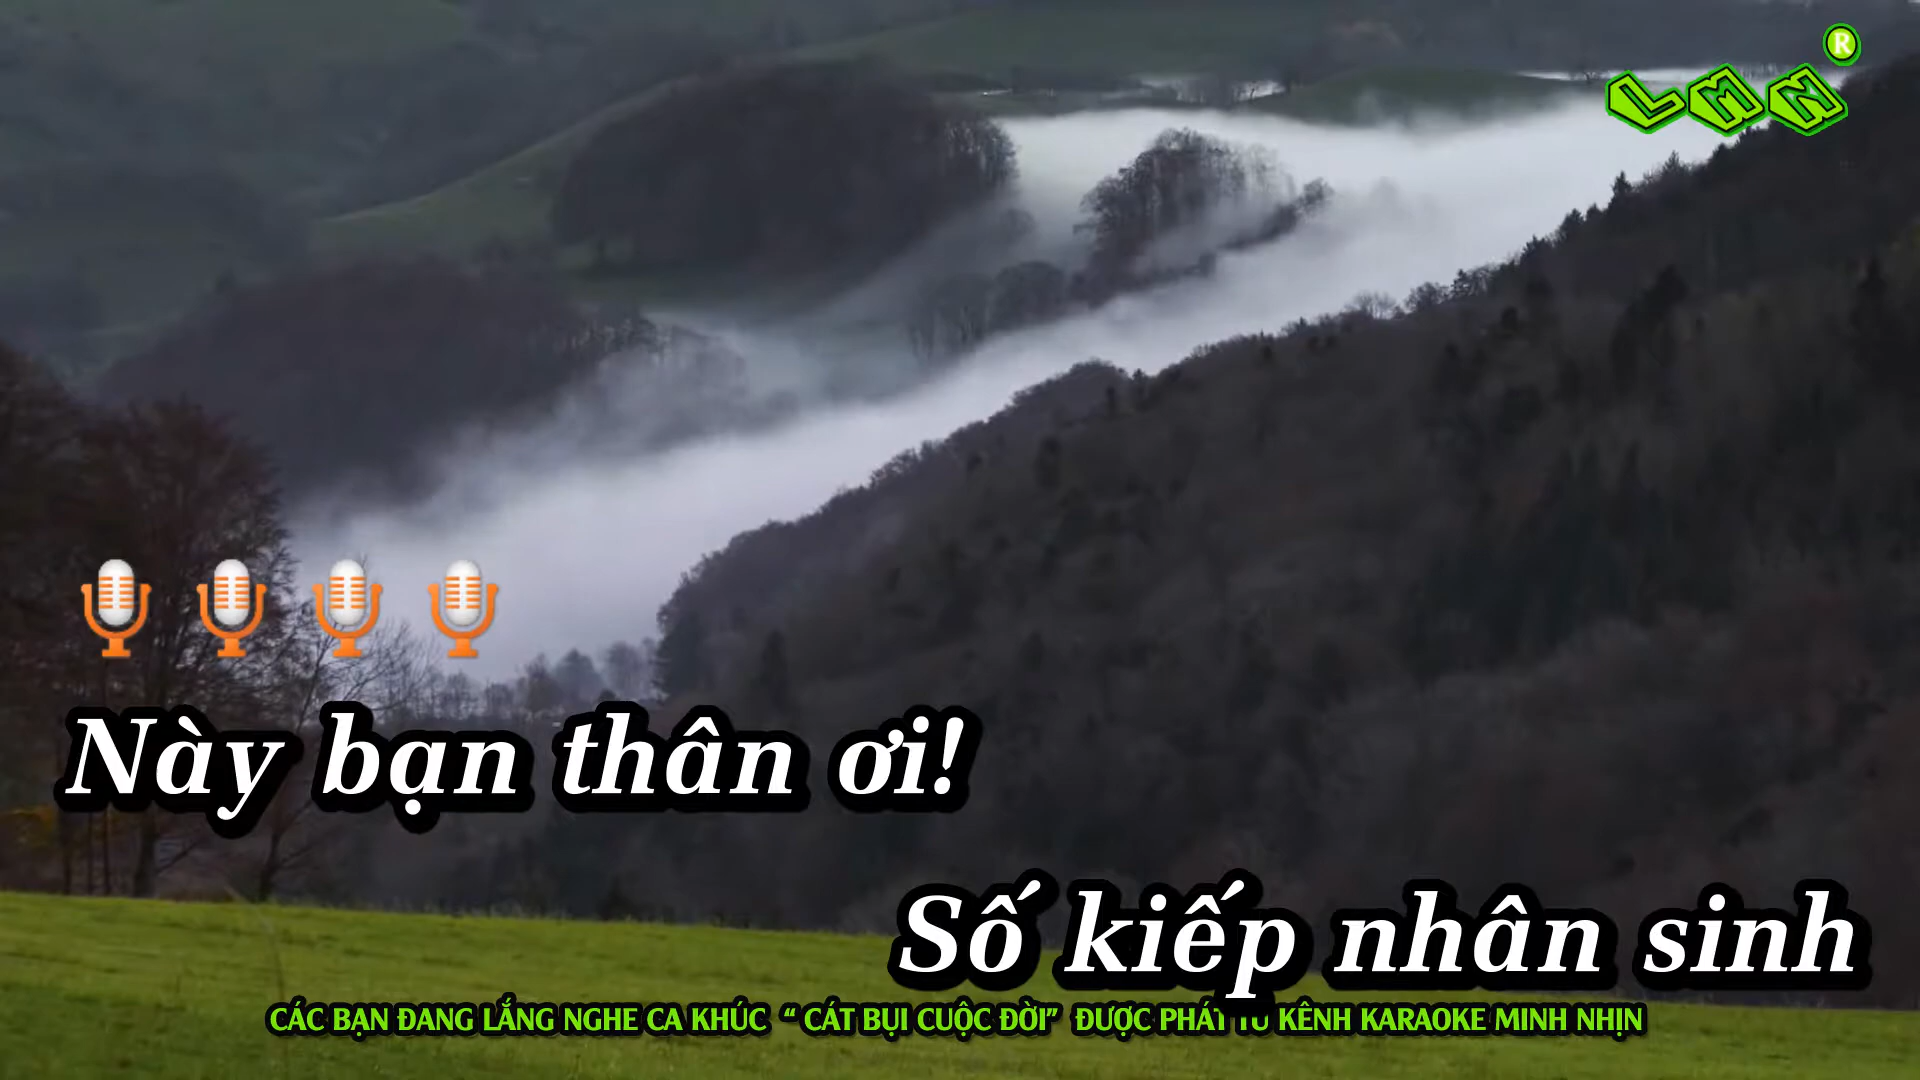 LMN ®
Này bạn thân ơi!
Số kiếp nhân sinh
CÁC BẠN ĐANG LẮNG NGHE CA KHÚC “ CÁT BỤI CUỘC ĐỜI” ĐƯỢC PHÁT TỪ KÊNH KARAOKE MINH NHỊN